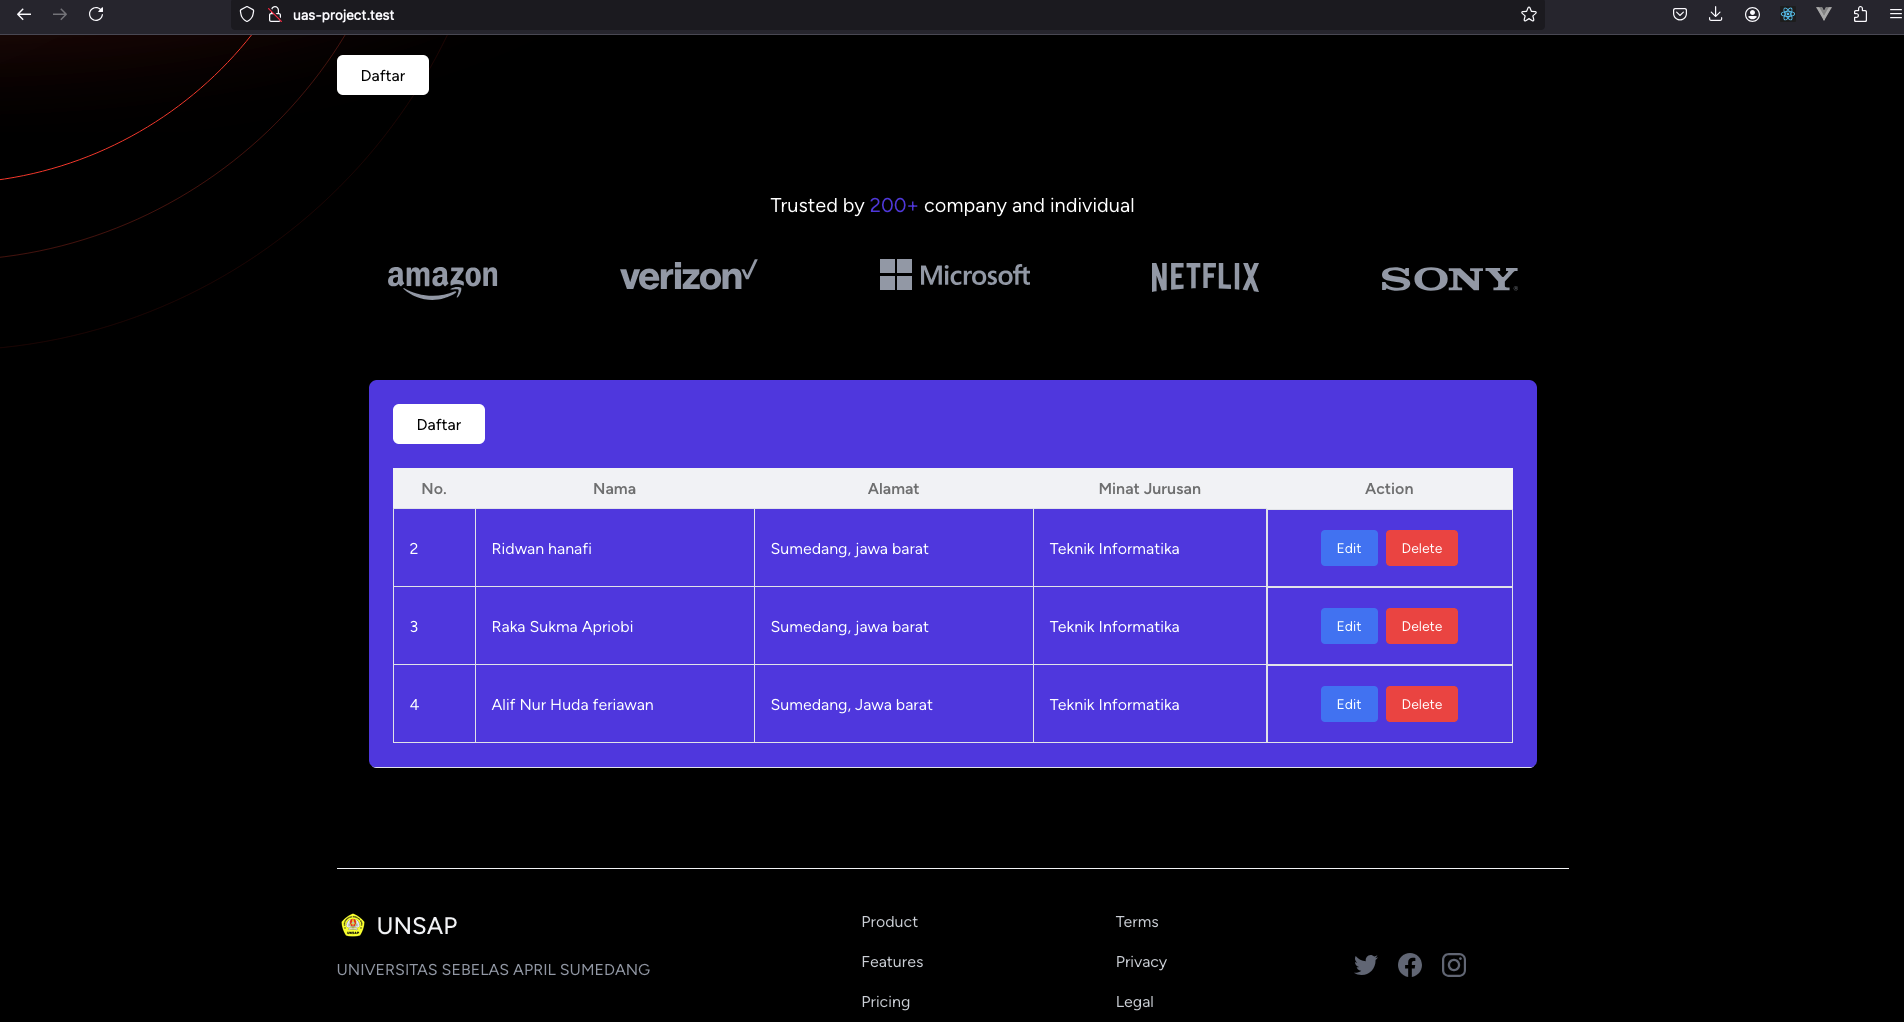 uas-project.test
Daftar
Trusted by 200+ company and individual
amazon verizon✓ Microsoft NETFLIX SONY
Daftar
No. Nama Alamat Minat Jurusan Action
2 Ridwan hanafi Sumedang, jawa barat Teknik Informatika Edit Delete
3 Raka Sukma Apriobi Sumedang, jawa barat Teknik Informatika Edit Delete
4 Alif Nur Huda feriawan Sumedang, Jawa barat Teknik Informatika Edit Delete
UNSAP
UNIVERSITAS SEBELAS APRIL SUMEDANG
Product
Features
Pricing
Terms
Privacy
Legal